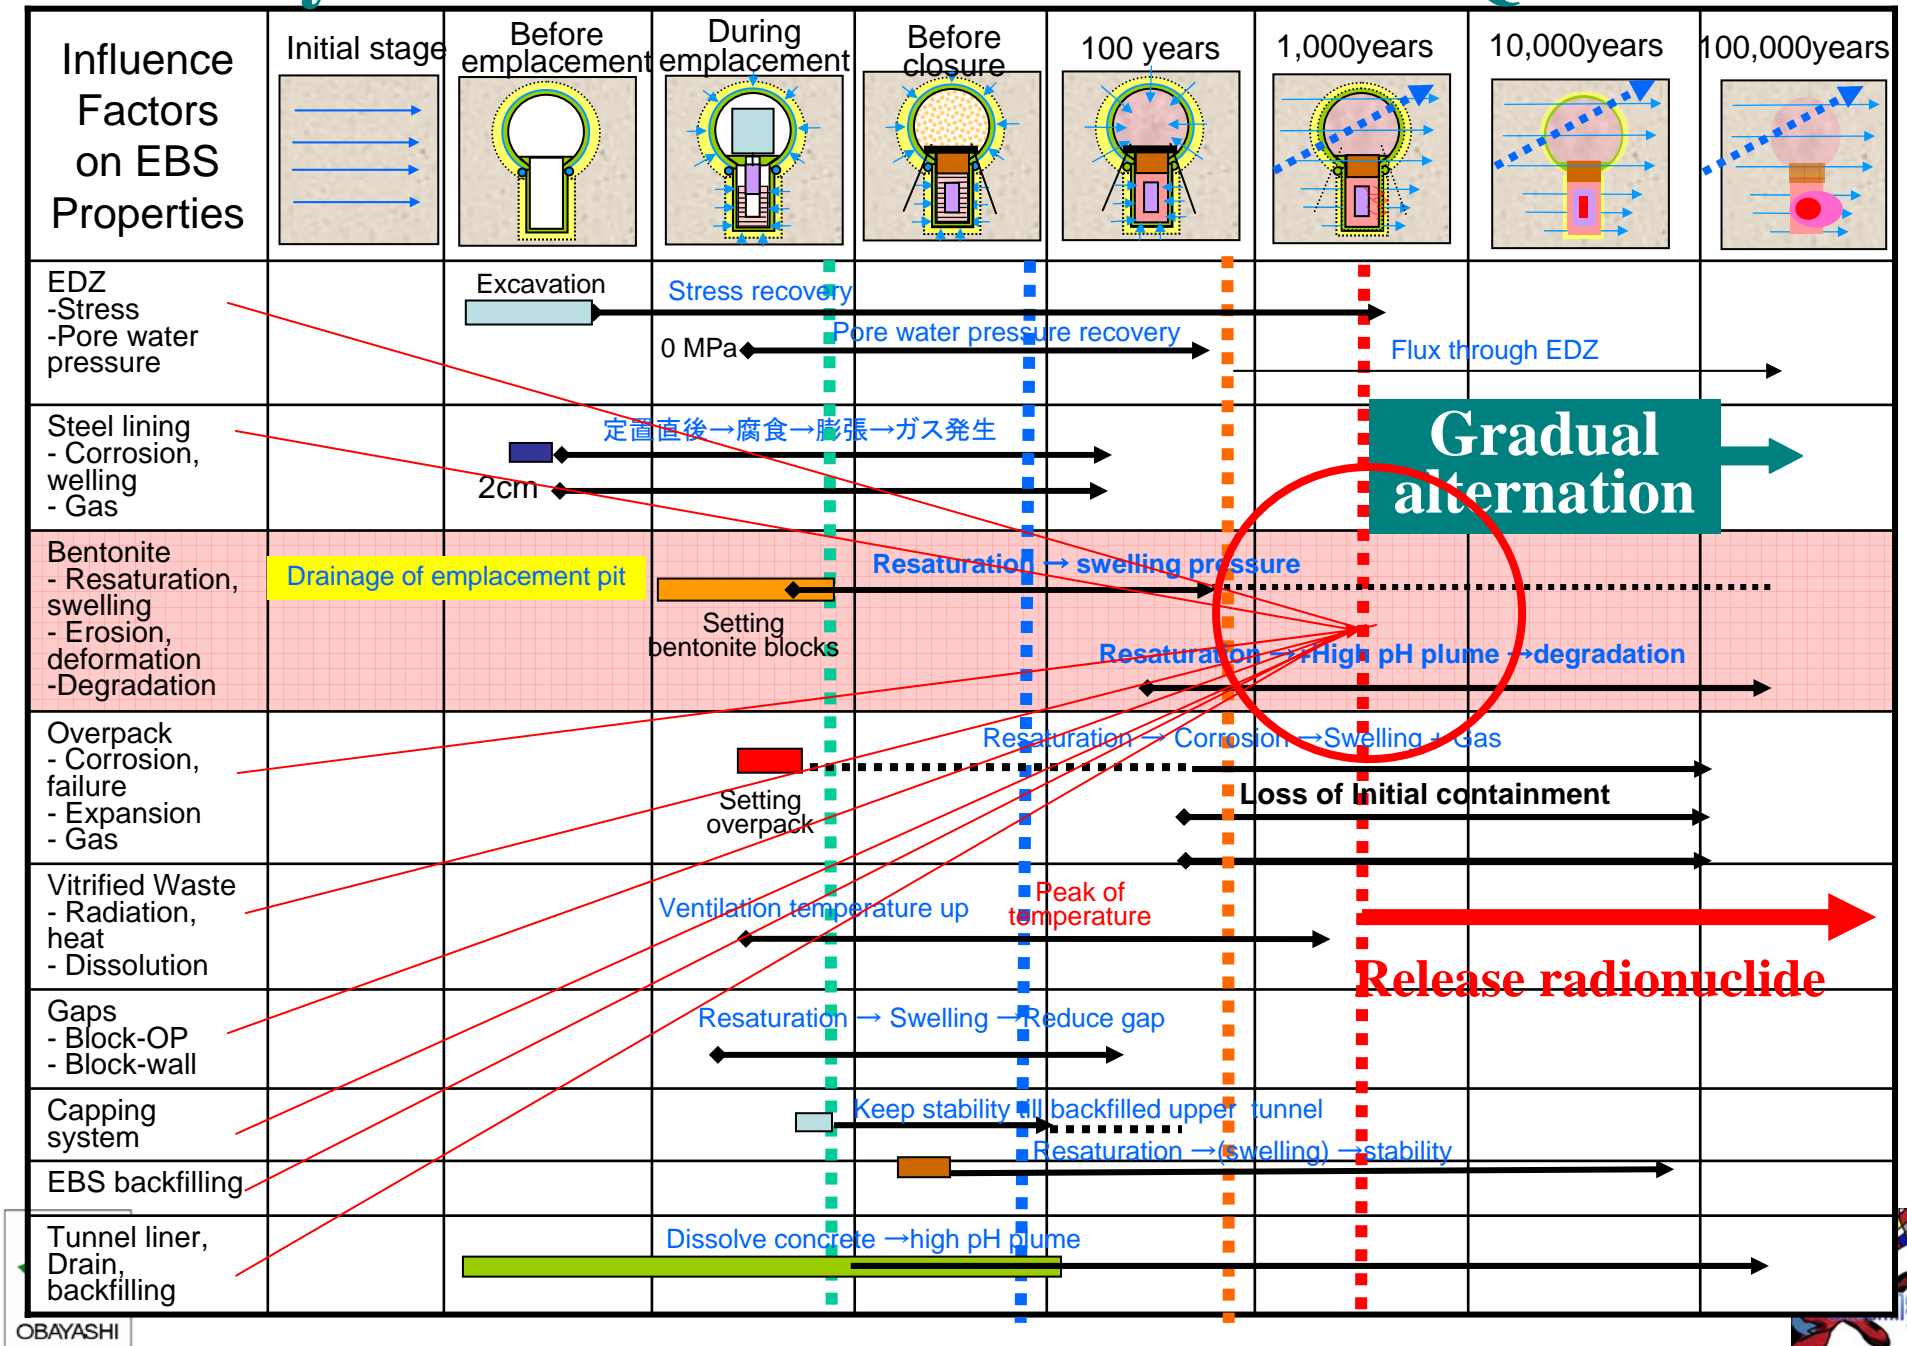 Influence
Factors
on EBS
Properties
Initial stage
Before
emplacement
During
emplacement
Before
closure
100 years
1,000years
10,000years
100,000years
EDZ
-Stress
-Pore water
pressure
Excavation
Stress recovery
0 MPa
Pore water pressure recovery
Flux through EDZ
Steel lining
- Corrosion,
welling
- Gas
定置直後→腐食→膨張→ガス発生
2cm
Gradual
alternation
Bentonite
- Resaturation,
swelling
- Erosion,
deformation
-Degradation
Drainage of emplacement pit
Setting
bentonite blocks
Resaturation → swelling pressure
Resaturation → High pH plume →degradation
Overpack
- Corrosion,
failure
- Expansion
- Gas
Setting
overpack
Resaturation → Corrosion →Swelling + Gas
Loss of Initial containment
Vitrified Waste
- Radiation,
heat
- Dissolution
Ventilation temperature up
Peak of
temperature
Release radionuclide
Gaps
- Block-OP
- Block-wall
Resaturation → Swelling →Reduce gap
Capping
system
Keep stability till backfilled upper tunnel
EBS backfilling
Resaturation →(swelling) →stability
Tunnel liner,
Drain,
backfilling
Dissolve concrete →high pH plume
OBAYASHI